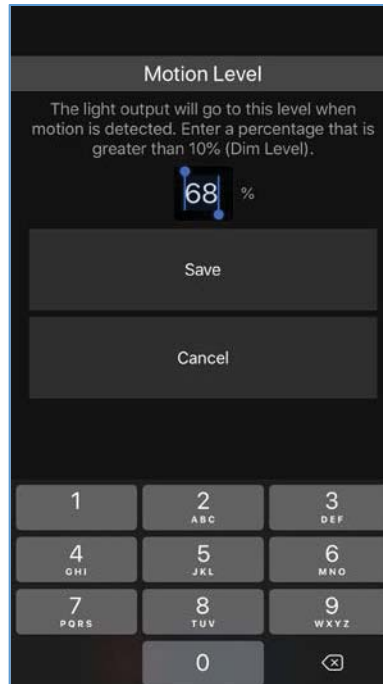 Motion Level
The light output will go to this level when
motion is detected. Enter a percentage that is
greater than 10% (Dim Level).
68 %
Save
Cancel
1 2 3
ABC DEF
4 5 6
GHI JKL MNO
7 8 9
PQRS TUV WXYZ
0